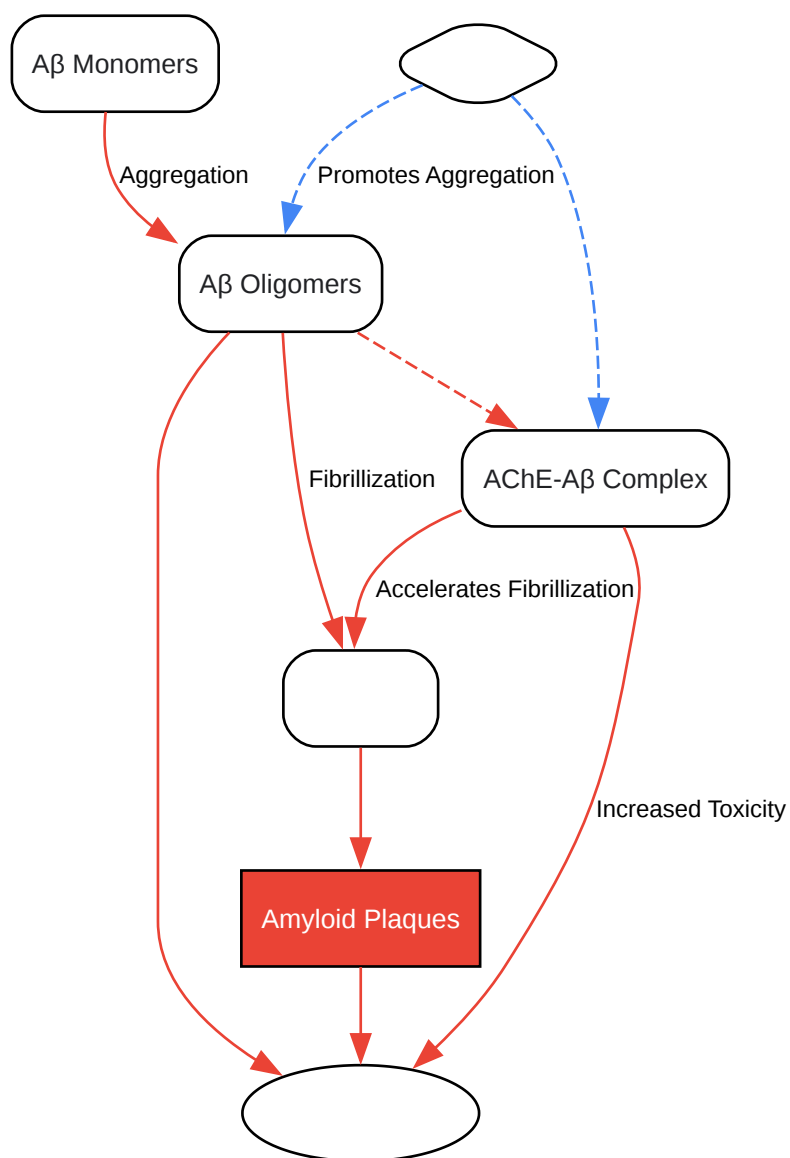 Aβ Monomers
Aggregation
Promotes Aggregation
Aβ Oligomers
Fibrillization
AChE-Aβ Complex
Accelerates Fibrillization
Increased Toxicity
Amyloid Plaques